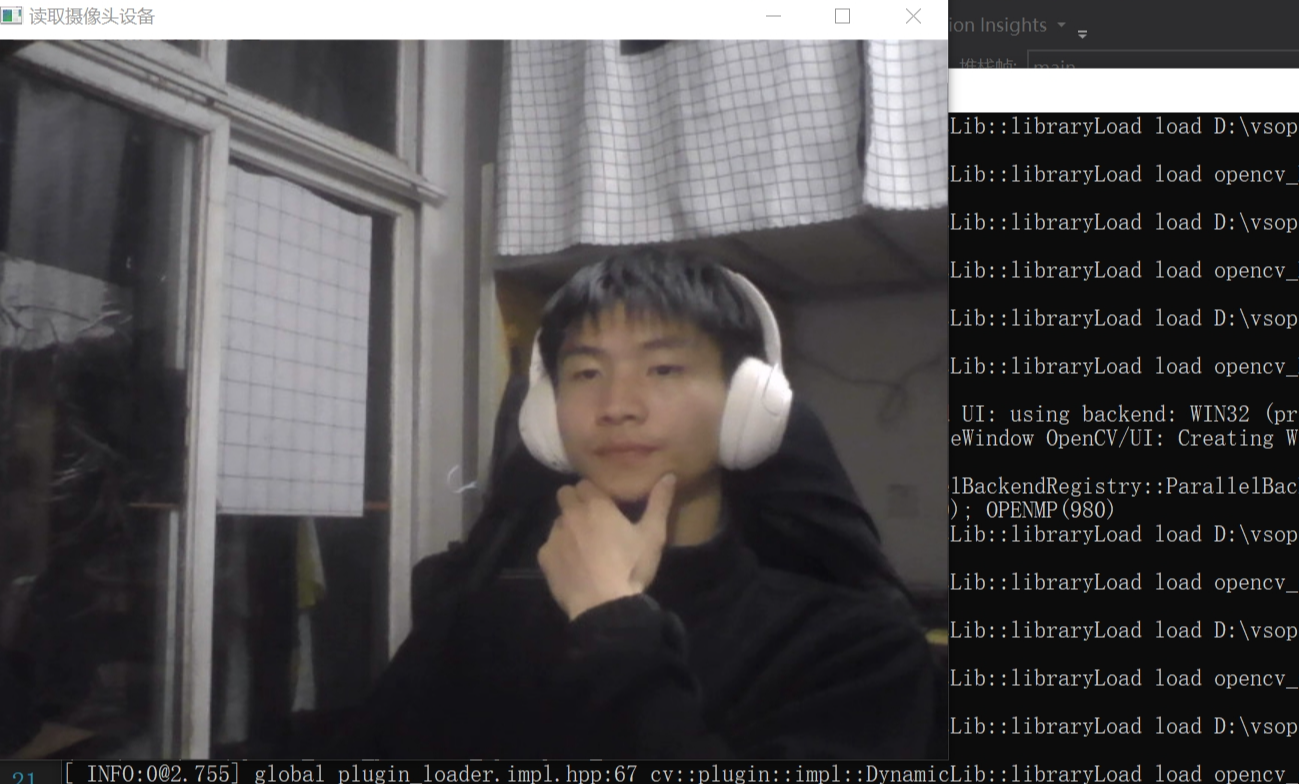 读取摄像头设备
ion Insights
堆栈帧: main
Lib::libraryLoad load D:\vsop
Lib::libraryLoad load opencv_
Lib::libraryLoad load D:\vsop
Lib::libraryLoad load opencv_
Lib::libraryLoad load D:\vsop
Lib::libraryLoad load opencv_
UI: using backend: WIN32 (pr
eWindow OpenCV/UI: Creating W
lBackendRegistry::ParallelBac
); OPENMP(980)
Lib::libraryLoad load D:\vsop
Lib::libraryLoad load opencv_
Lib::libraryLoad load D:\vsop
Lib::libraryLoad load opencv_
Lib::libraryLoad load D:\vsop
21 [ INFO:0@2.755] global plugin_loader.impl.hpp:67 cv::plugin::impl::DynamicLib::libraryLoad load opencv_